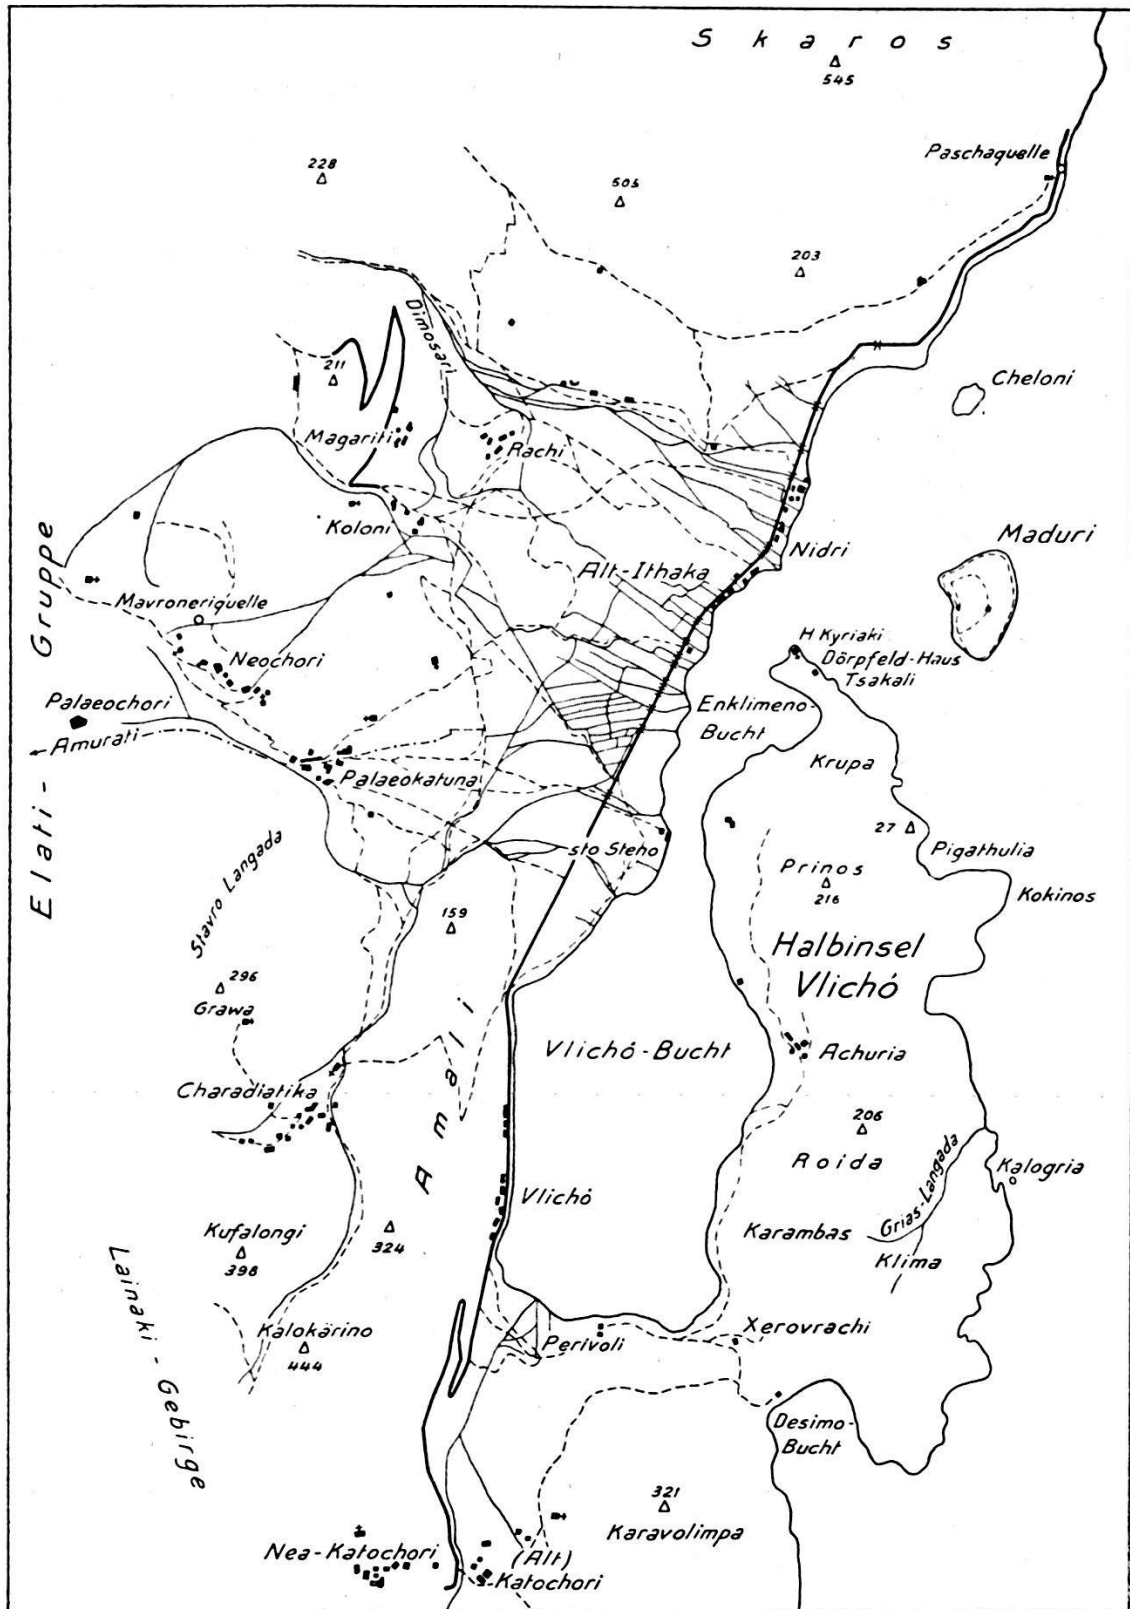 Skaros
545
Paschaquelle
228
505
203
Dimosari
211
Cheloni
Magariti
Rachi
Koloni
Nidri
Maduri
Alt-Ithaka
Elati-Gruppe
Mavroneriquelle
H Kyriaki
Dörpfeld-Haus
Tsakali
Neochori
Palaeochori
Enklimeno-
Bucht
Amurati
Krupa
Palaeokatuna
27
sto Steho
Pigathulia
Prinos
216
Kokinos
Stavro Langada
159
Halbinsel
Vlichó
296
Grawa
Vlichó-Bucht
Achuria
Charadiatika
Amali
206
Roida
Grias-Langada
Kalogria
Vlichó
Karambas
Klima
Kufalongi
398
324
Lainaki-Gebirge
Kalokärino
444
Perivoli
Xerovrachi
Desimo-
Bucht
321
Karavolimpa
Nea-Katochori
(Alt)
Katochori